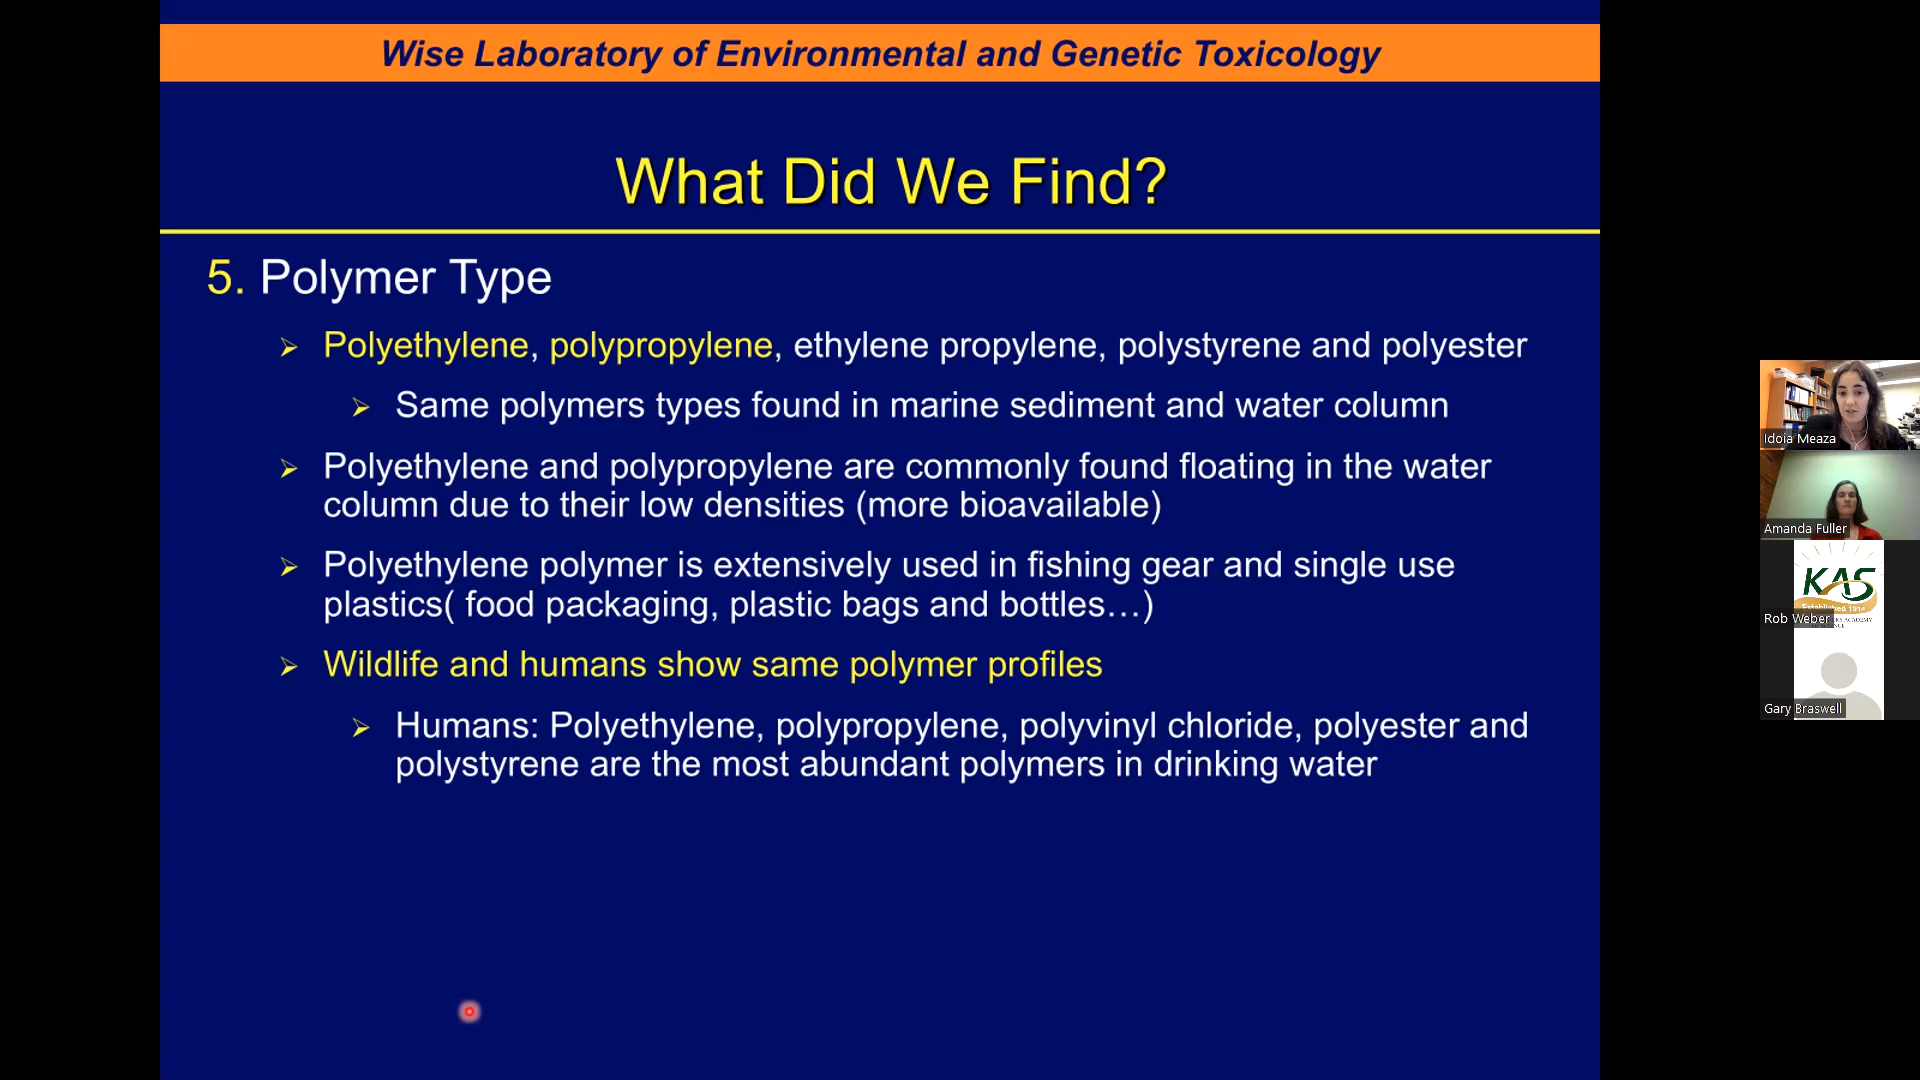 Wise Laboratory of Environmental and Genetic Toxicology
What Did We Find?
5. Polymer Type
Polyethylene, polypropylene, ethylene propylene, polystyrene and polyester
Same polymers types found in marine sediment and water column
Polyethylene and polypropylene are commonly found floating in the water
column due to their low densities (more bioavailable)
Polyethylene polymer is extensively used in fishing gear and single use
plastics( food packaging, plastic bags and bottles…)
Wildlife and humans show same polymer profiles
Humans: Polyethylene, polypropylene, polyvinyl chloride, polyester and
polystyrene are the most abundant polymers in drinking water
Idoia Meaza
Amanda Fuller
KAS
Established 1914
Rob Weber
Gary Braswell